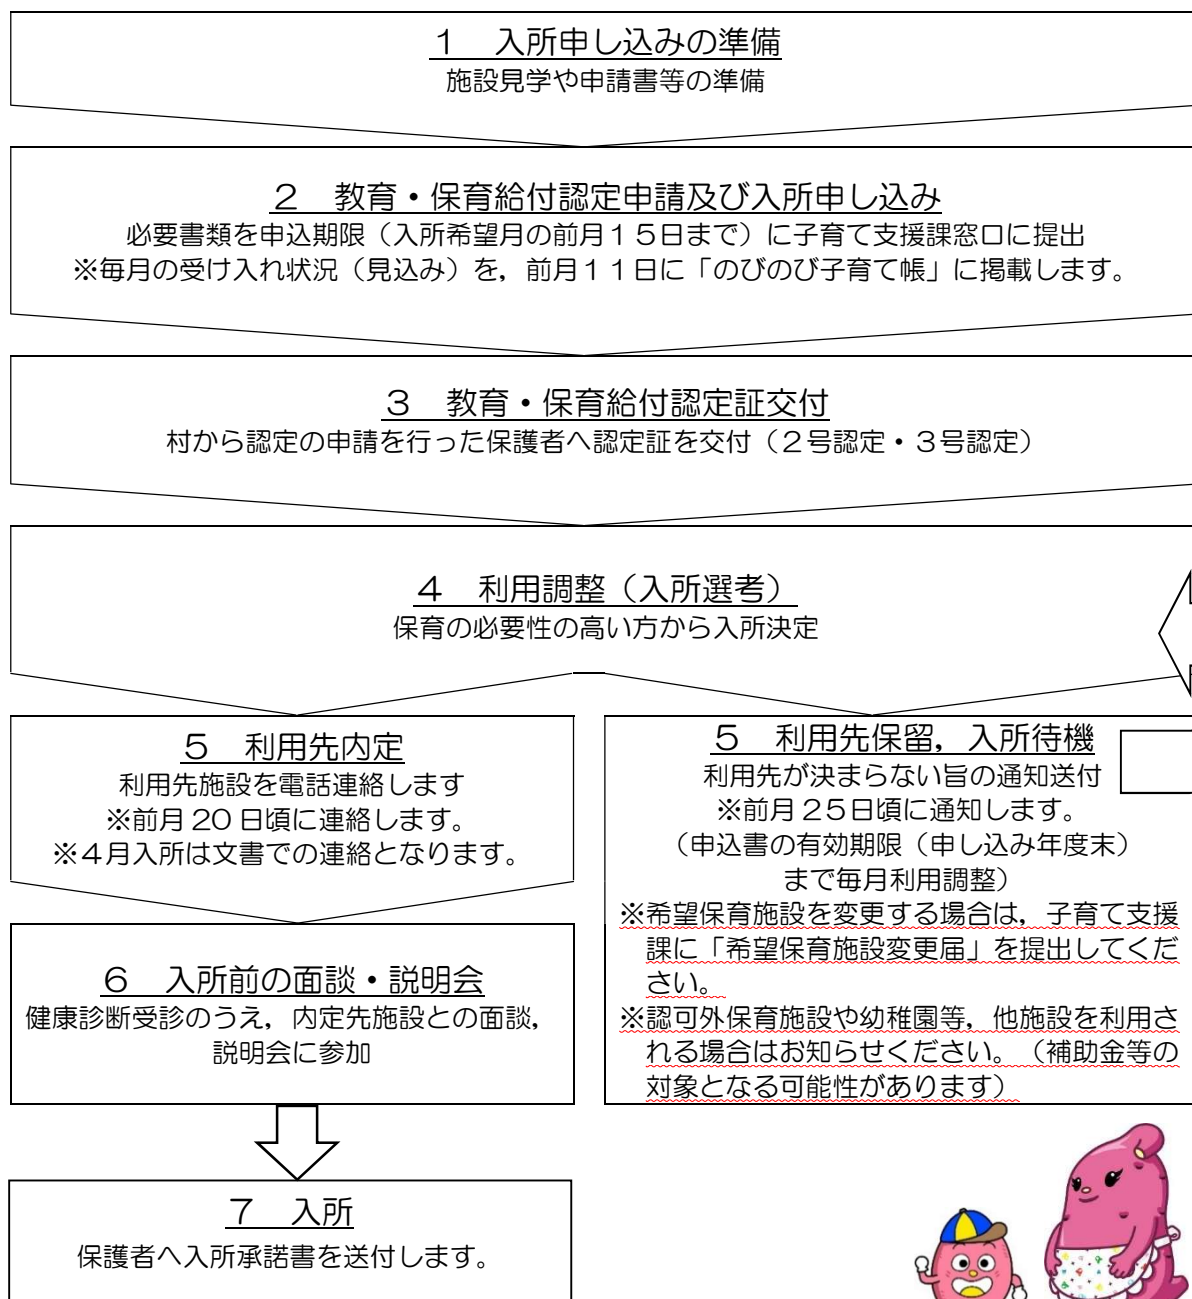 １　入所申し込みの準備
施設見学や申請書等の準備
２　教育・保育給付認定申請及び入所申し込み
必要書類を申込期限（入所希望月の前月１５日まで）に子育て支援課窓口に提出
※毎月の受け入れ状況（見込み）を，前月１１日に「のびのび子育て帳」に掲載します。
３　教育・保育給付認定証交付
村から認定の申請を行った保護者へ認定証を交付（２号認定・３号認定）
４　利用調整（入所選考）
保育の必要性の高い方から入所決定
５　利用先内定
利用先施設を電話連絡します
※前月 20 日頃に連絡します。
※４月入所は文書での連絡となります。
６　入所前の面談・説明会
健康診断受診のうえ，内定先施設との面談，
説明会に参加
７　入所
保護者へ入所承諾書を送付します。
５　利用先保留，入所待機
利用先が決まらない旨の通知送付
※前月２５日頃に通知します。
（申込書の有効期限（申し込み年度末）
まで毎月利用調整）
※希望保育施設を変更する場合は，子育て支援
課に「希望保育施設変更届」を提出してくだ
さい。
※認可外保育施設や幼稚園等，他施設を利用さ
れる場合はお知らせください。（補助金等の
対象となる可能性があります）